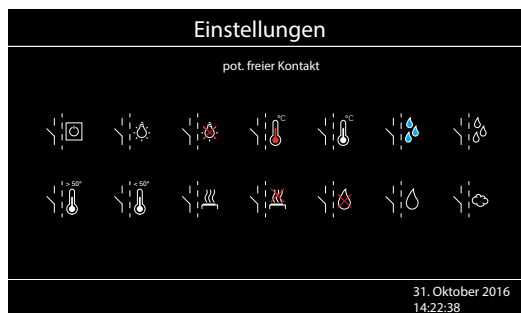 Einstellungen
pot. freier Kontakt
°C °C
> 50° < 50°
31. Oktober 2016
14:22:38